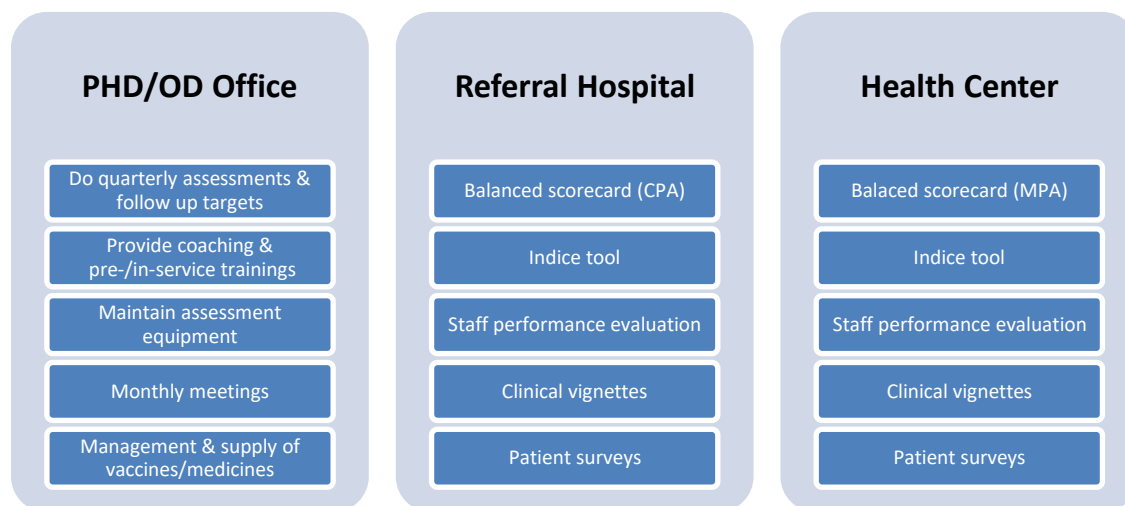 PHD/OD Office
Do quarterly assessments &
follow up targets
Provide coaching &
pre-/in-service trainings
Maintain assessment
equipment
Monthly meetings
Management & supply of
vaccines/medicines
Referral Hospital
Balanced scorecard (CPA)
Indice tool
Staff performance evaluation
Clinical vignettes
Patient surveys
Health Center
Balaced scorecard (MPA)
Indice tool
Staff performance evaluation
Clinical vignettes
Patient surveys